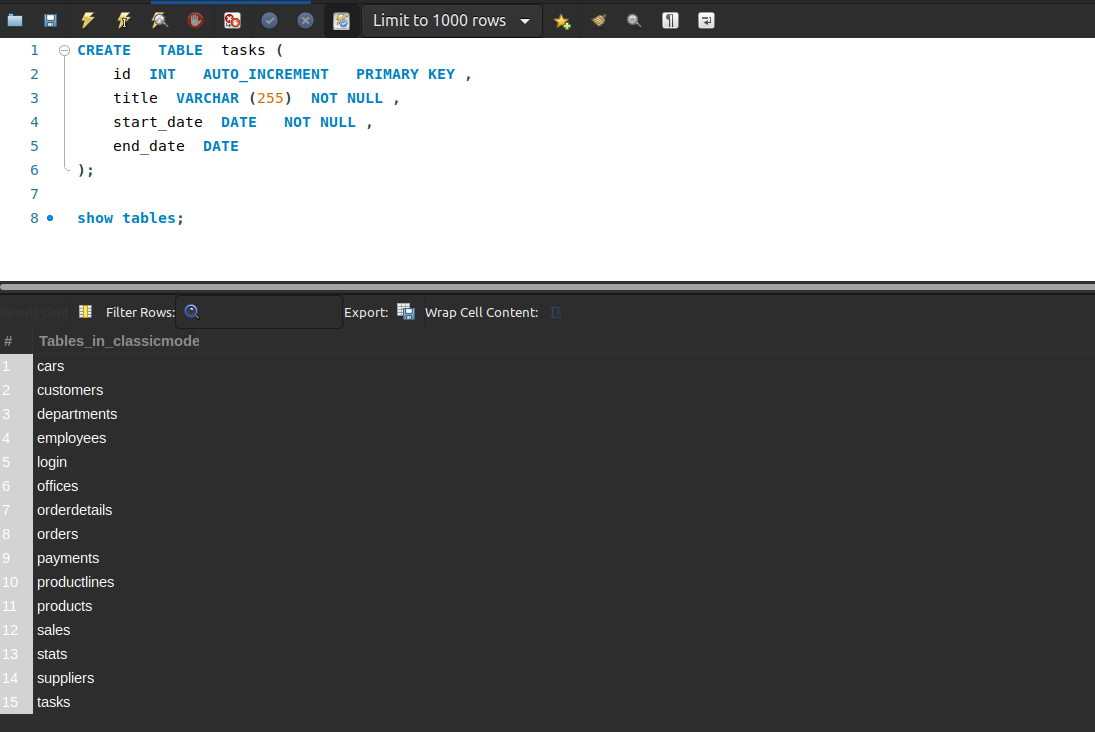 Limit to 1000 rows
1 CREATE TABLE tasks (
2 id INT AUTO_INCREMENT PRIMARY KEY ,
3 title VARCHAR (255) NOT NULL ,
4 start_date DATE NOT NULL ,
5 end_date DATE
6 );
7
8 show tables;
Result Grid Filter Rows: Export: Wrap Cell Content: IA
# Tables_in_classicmode
1 cars
2 customers
3 departments
4 employees
5 login
6 offices
7 orderdetails
8 orders
9 payments
10 productlines
11 products
12 sales
13 stats
14 suppliers
15 tasks